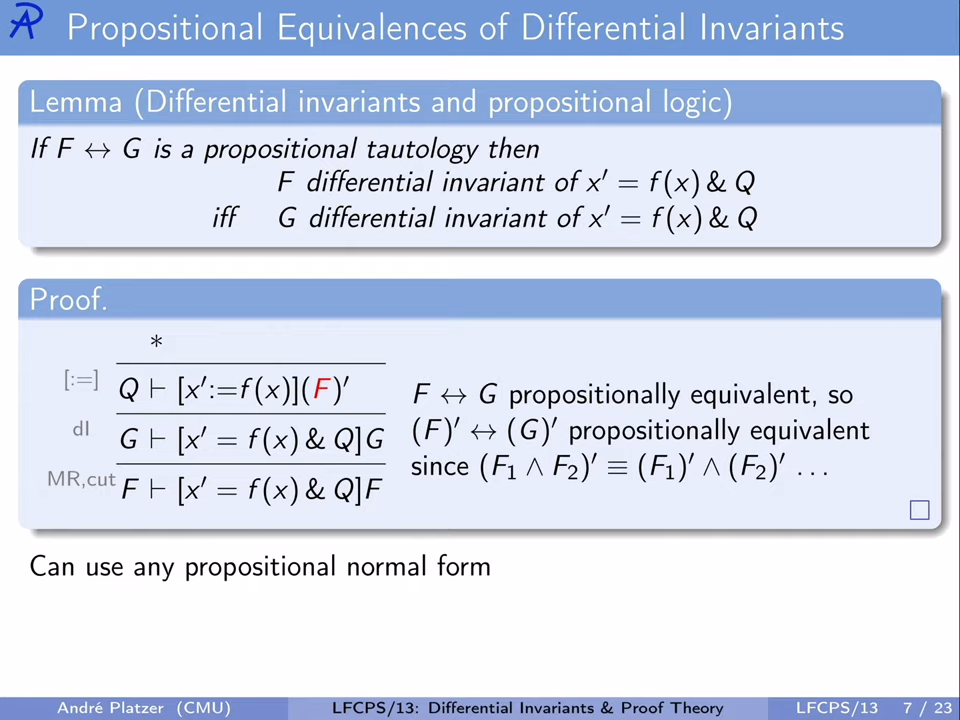 Propositional Equivalences of Differential Invariants
Lemma (Differential invariants and propositional logic)
If F ↔ G is a propositional tautology then
F differential invariant of x′ = f(x) & Q
iff G differential invariant of x′ = f(x) & Q
Proof.
*
[:=] Q ⊢ [x′:=f(x)](F)′
dI G ⊢ [x′ = f(x) & Q]G
MR,cut F ⊢ [x′ = f(x) & Q]F
F ↔ G propositionally equivalent, so
(F)′ ↔ (G)′ propositionally equivalent
since (F₁ ∧ F₂)′ ≡ (F₁)′ ∧ (F₂)′ ...
□
Can use any propositional normal form
André Platzer (CMU) LFCPS/13: Differential Invariants & Proof Theory LFCPS/13 7 / 23